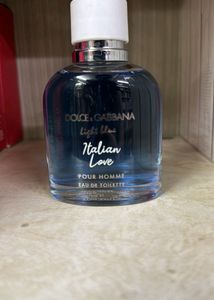 DOLCE & GABBANA
light blue
Italian
Love
POUR HOMME
EAU DE TOILETTE